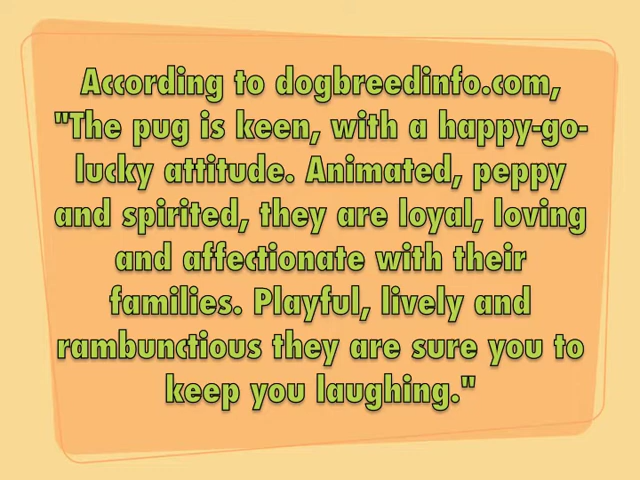 According to dogbreedinfo.com,
"The pug is keen, with a happy-go-
lucky attitude. Animated, peppy
and spirited, they are loyal, loving
and affectionate with their
families. Playful, lively and
rambunctious they are sure you to
keep you laughing."